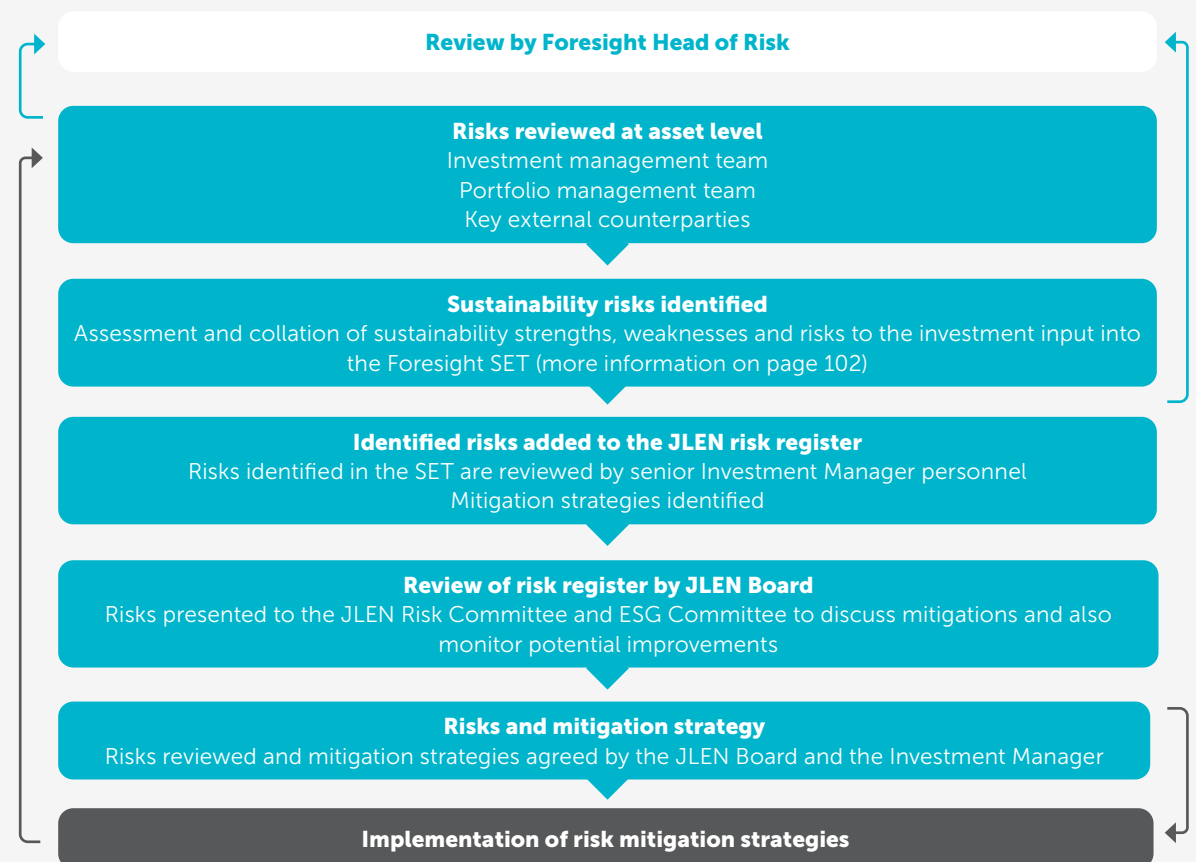 Review by Foresight Head of Risk
Risks reviewed at asset level
Investment management team
Portfolio management team
Key external counterparties
Sustainability risks identified
Assessment and collation of sustainability strengths, weaknesses and risks to the investment input into
the Foresight SET (more information on page 102)
Identified risks added to the JLEN risk register
Risks identified in the SET are reviewed by senior Investment Manager personnel
Mitigation strategies identified
Review of risk register by JLEN Board
Risks presented to the JLEN Risk Committee and ESG Committee to discuss mitigations and also
monitor potential improvements
Risks and mitigation strategy
Risks reviewed and mitigation strategies agreed by the JLEN Board and the Investment Manager
Implementation of risk mitigation strategies